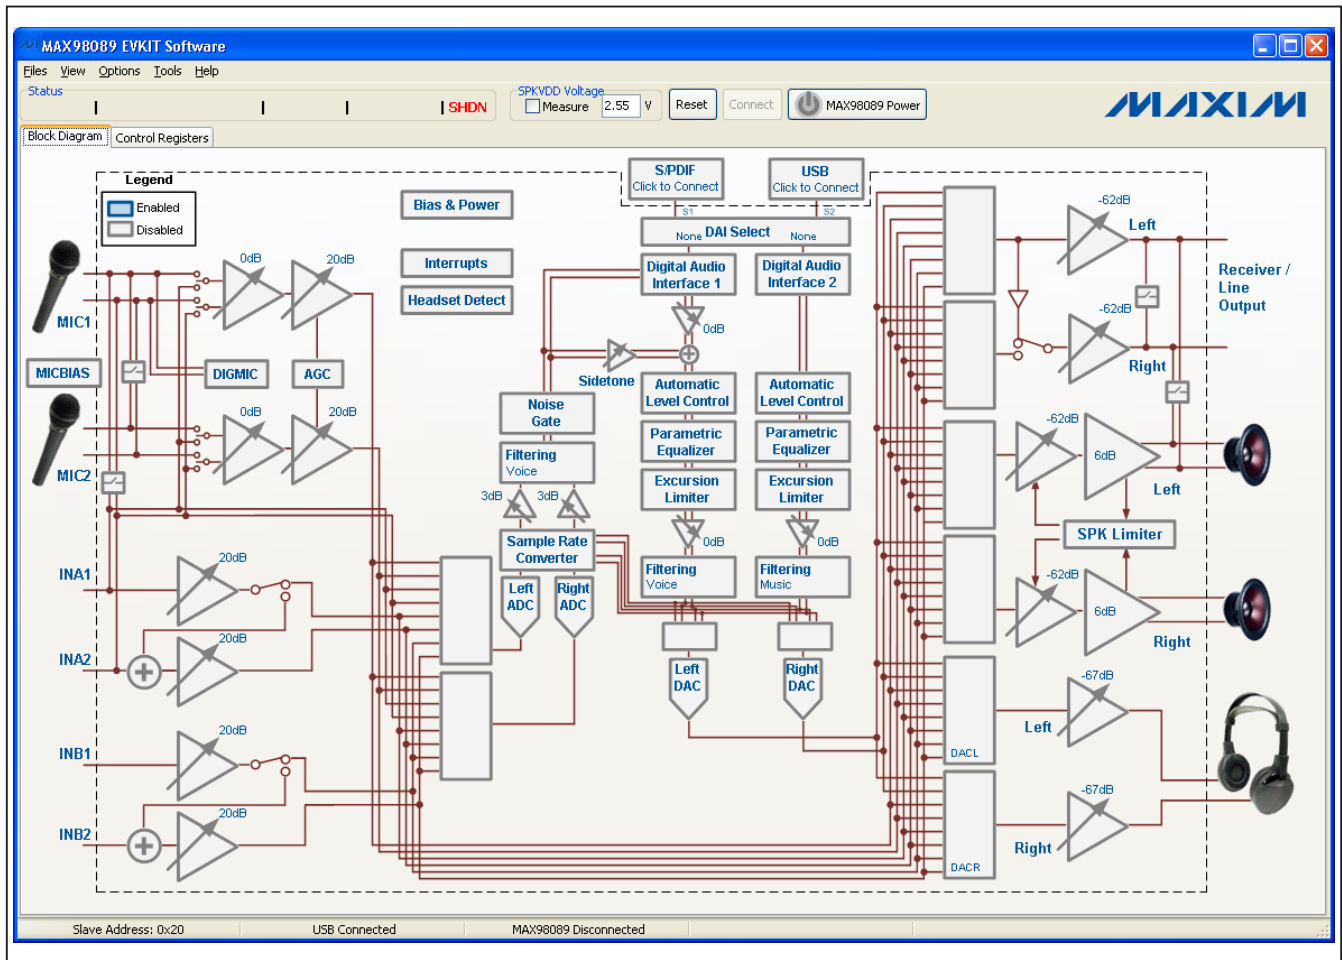 MAX98089 EVKIT Software
Files View Options Tools Help
Status
SHDN
SPKVDD Voltage
Measure 2.55 V
Reset
Connect
MAX98089 Power
MAXIM
Block Diagram
Control Registers
Legend
Enabled
Disabled
Bias & Power
Interrupts
Headset Detect
S/PDIF
Click to Connect
USB
Click to Connect
S1
S2
None DAI Select None
Digital Audio
Interface 1
Digital Audio
Interface 2
0dB
Sidetone
Automatic
Level Control
Automatic
Level Control
Parametric
Equalizer
Parametric
Equalizer
Excursion
Limiter
Excursion
Limiter
0dB
0dB
Filtering
Voice
Filtering
Music
Left
DAC
Right
DAC
Noise
Gate
Filtering
Voice
3dB
3dB
Sample Rate
Converter
Left
ADC
Right
ADC
MIC1
0dB
20dB
MICBIAS
DIGMIC
AGC
0dB
20dB
MIC2
INA1
20dB
INA2
20dB
INB1
20dB
INB2
20dB
-62dB
Left
Receiver /
Line
Output
-62dB
Right
-62dB
6dB
Left
SPK Limiter
-62dB
6dB
Right
-67dB
Left
DACL
-67dB
Right
DACR
Slave Address: 0x20
USB Connected
MAX98089 Disconnected